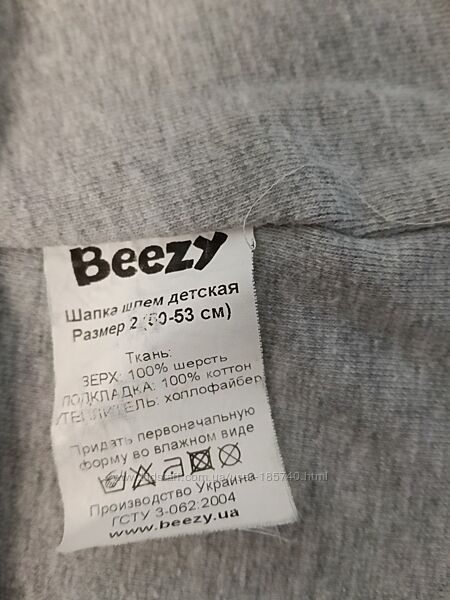 Beezy
Шапка шлем детская
Размер 2 (50-53 см)
Ткань:
ВЕРХ: 100% шерсть
ПОДКЛАДКА: 100% коттон
УТЕПЛИТЕЛЬ: холлофайбер
Придать первоначальную
форму во влажном виде
Производство Украина
ГСТУ 3-062:2004
www.beezy.ua